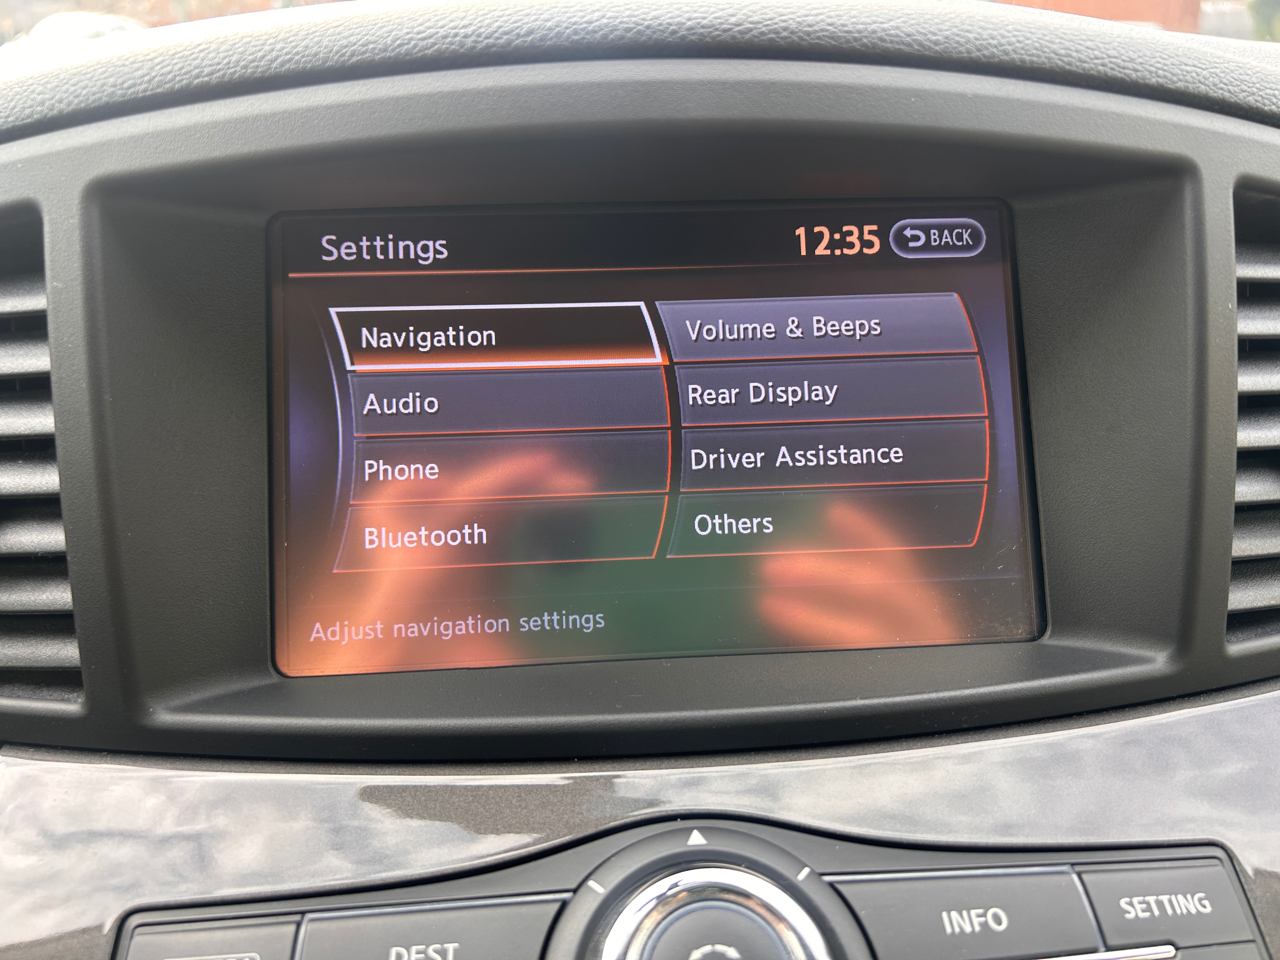 Settings
12:35
BACK
Navigation
Volume & Beeps
Audio
Rear Display
Phone
Driver Assistance
Bluetooth
Others
Adjust navigation settings
DEST
INFO
SETTING